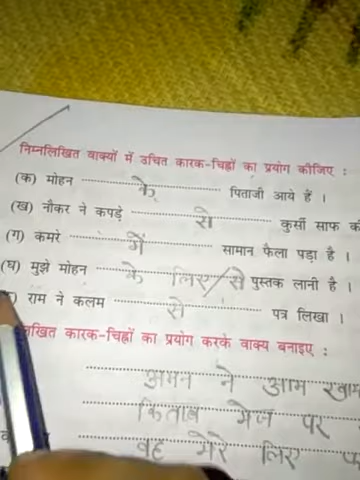 निम्नलिखित वाक्यों में उचित कारक-चिह्नों का प्रयोग कीजिए :
(क) मोहन के पिताजी आये हैं ।
(ख) नौकर ने कपड़े से कुर्सी साफ की
(ग) कमरे में सामान फैला पड़ा है ।
(घ) मुझे मोहन के लिए/से पुस्तक लानी है ।
राम ने कलम से पत्र लिखा ।
कारक-चिह्नों का प्रयोग करके वाक्य बनाइए :
अमन ने आम
किताब मेज पर
वह मेरे लिए